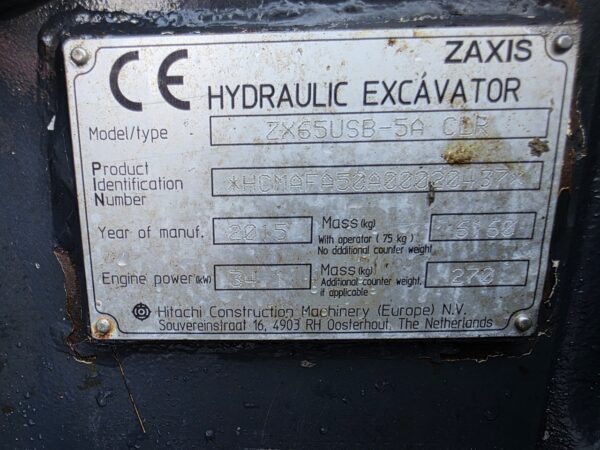 CE ZAXIS
HYDRAULIC EXCAVATOR
Model/type ZX65USB-5A CLR
Product
Identification *HCMAFA50A00020437*
Number
Year of manuf. 2015 Mass (kg) 6160
With operator ( 75 kg )
No additional counter weight
Engine power(kW) Mass(kg) 270
Additional counter weight,
if applicable
Hitachi Construction Machinery (Europe) N.V.
Souvereinstraat 16, 4903 RH Oosterhout, The Netherlands